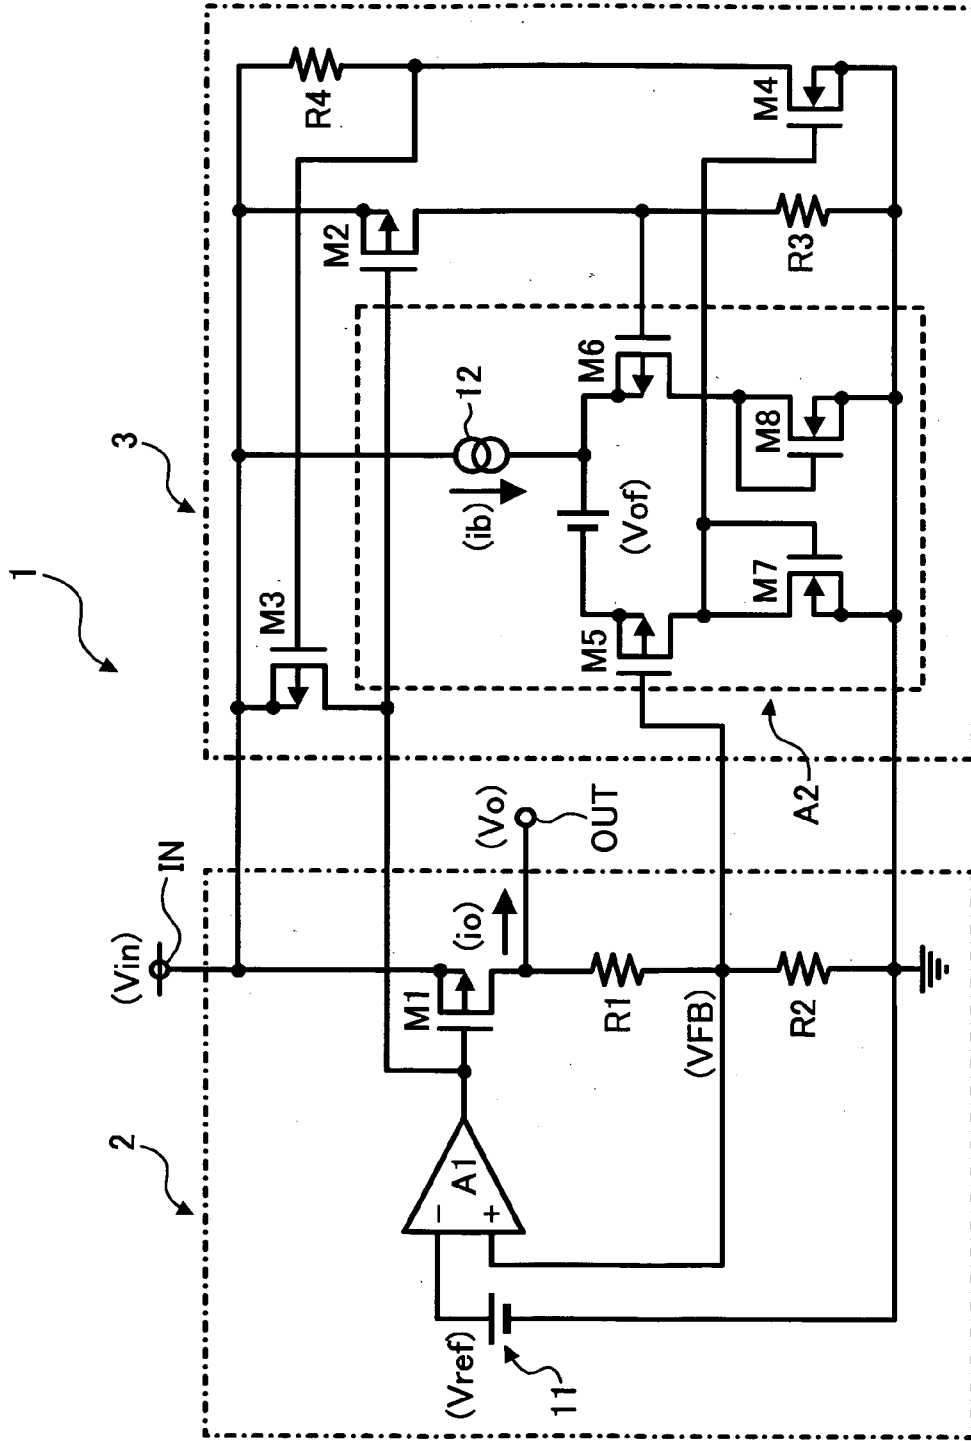 1
2
3
(Vin)
IN
M3
R4
M2
12
(ib)
M6
(Vof)
M5
M8
M4
R3
M7
A2
M1
(io)
(Vo)
OUT
A1
−
+
R1
(VFB)
R2
(Vref)
11